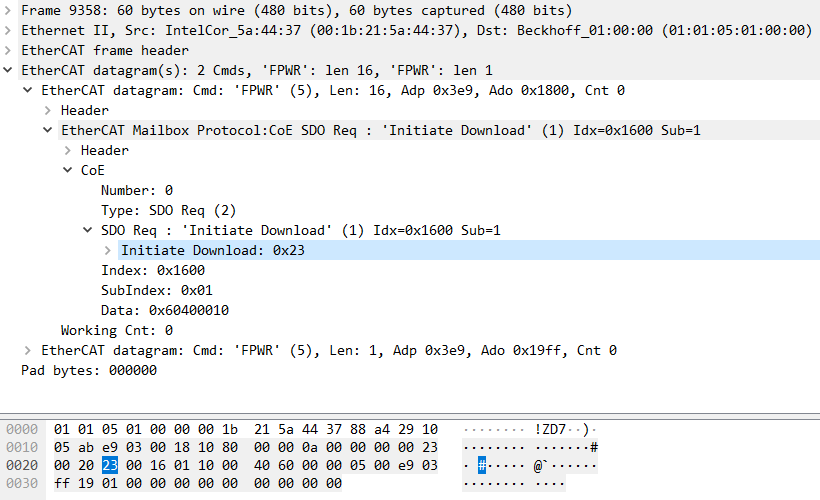 Frame 9358: 60 bytes on wire (480 bits), 60 bytes captured (480 bits)
Ethernet II, Src: IntelCor_5a:44:37 (00:1b:21:5a:44:37), Dst: Beckhoff_01:00:00 (01:01:05:01:00:00)
EtherCAT frame header
EtherCAT datagram(s): 2 Cmds, 'FPWR': len 16, 'FPWR': len 1
EtherCAT datagram: Cmd: 'FPWR' (5), Len: 16, Adp 0x3e9, Ado 0x1800, Cnt 0
Header
EtherCAT Mailbox Protocol:CoE SDO Req : 'Initiate Download' (1) Idx=0x1600 Sub=1
Header
CoE
Number: 0
Type: SDO Req (2)
SDO Req : 'Initiate Download' (1) Idx=0x1600 Sub=1
Initiate Download: 0x23
Index: 0x1600
SubIndex: 0x01
Data: 0x60400010
Working Cnt: 0
EtherCAT datagram: Cmd: 'FPWR' (5), Len: 1, Adp 0x3e9, Ado 0x19ff, Cnt 0
Pad bytes: 000000
0000 01 01 05 01 00 00 00 1b 21 5a 44 37 88 a4 29 10 ········ !ZD7··)·
0010 05 ab e9 03 00 18 10 80 00 00 0a 00 00 00 00 23 ········ ·······#
0020 00 20 23 00 16 01 10 00 40 60 00 00 05 00 e9 03 · #····· @`······
0030 ff 19 01 00 00 00 00 00 00 00 00 00 ········ ····